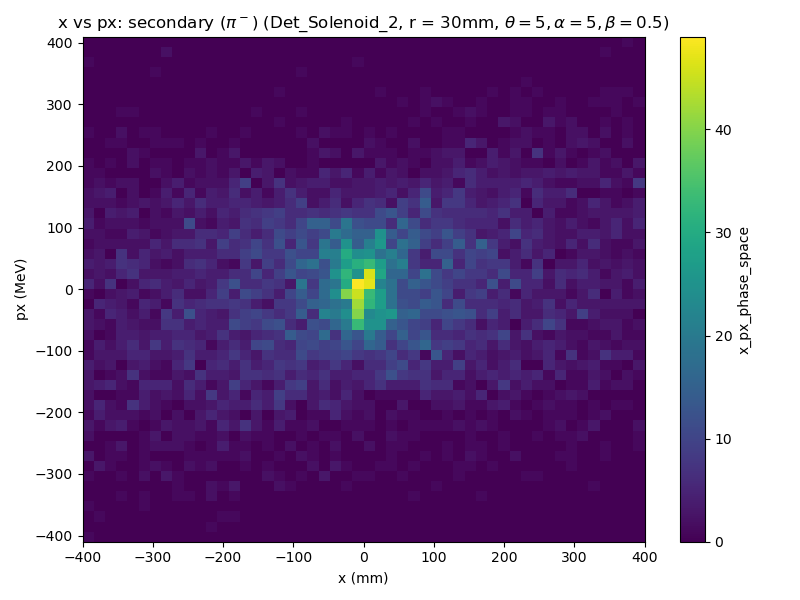 x vs px: secondary (π⁻) (Det_Solenoid_2, r = 30mm, θ = 5, α = 5, β = 0.5)
400
300
200
100
0
−100
−200
−300
−400
px (MeV)
−400 −300 −200 −100 0 100 200 300 400
x (mm)
40
30
20
10
0
x_px_phase_space